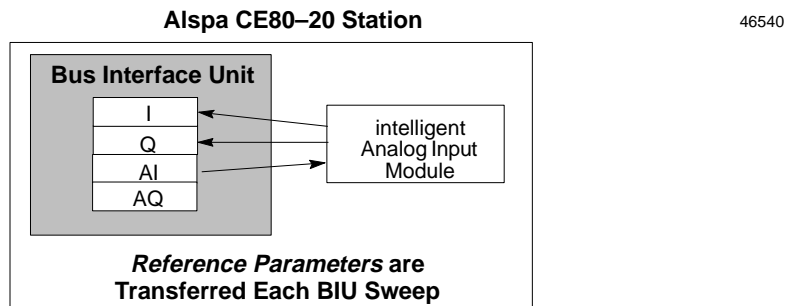 Alspa CE80–20 Station
46540
Bus Interface Unit
I
Q
AI
AQ
intelligent
Analog Input
Module
Reference Parameters are
Transferred Each BIU Sweep